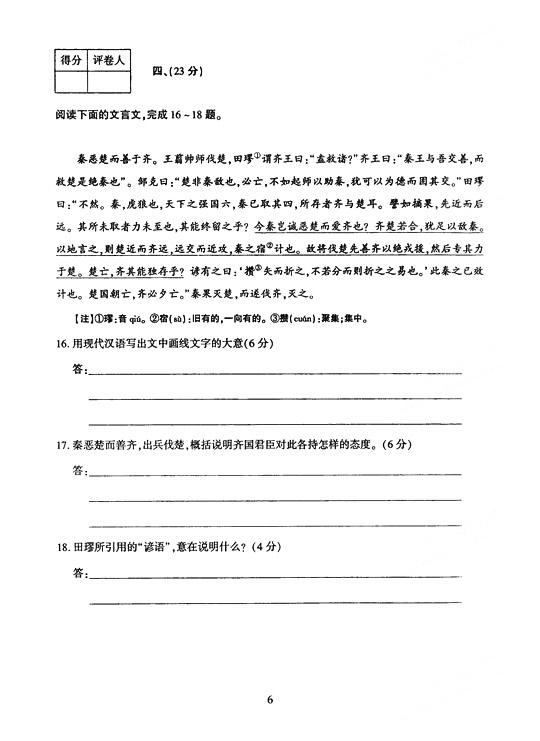 得分 评卷人
四、(23 分)
阅读下面的文言文,完成 16～18 题。
秦恶楚而善于齐。王翦帅师伐楚,田璆①谓齐王曰:“盍救诸?”齐王曰:“秦王与吾交善,而
救楚是绝秦也”。邹克曰:“楚非秦敌也,必亡,不如起师以助秦,犹可以为德而固其交。”田璆
曰:“不然。秦,虎狼也,天下之强国六,秦已取其四,所存者齐与楚耳。譬如摘果,先近而后
远。其所未取者力未至也,其能终留之乎? 今秦岂诚恶楚而爱齐也? 齐楚若合,犹足以敌秦。
以地言之,则楚近而齐远,远交而近攻,秦之宿②计也。故将伐楚先善齐以绝戎援,然后专其力
于楚。楚亡,齐其能独存乎? 谚有之曰:‘攒③矢而折之,不若分而折之之易也。’此秦之已效
计也。楚国朝亡,齐必夕亡。”秦果灭楚,而遂伐齐,灭之。
【注】①璆:音 qiú。②宿(sù):旧有的,一向有的。③攒(cuán):聚集;集中。
16. 用现代汉语写出文中画线文字的大意(6 分)
答:
17. 秦恶楚而善齐,出兵伐楚,概括说明齐国君臣对此各持怎样的态度。(6 分)
答:
18. 田璆所引用的“谚语”,意在说明什么? (4 分)
答:
6